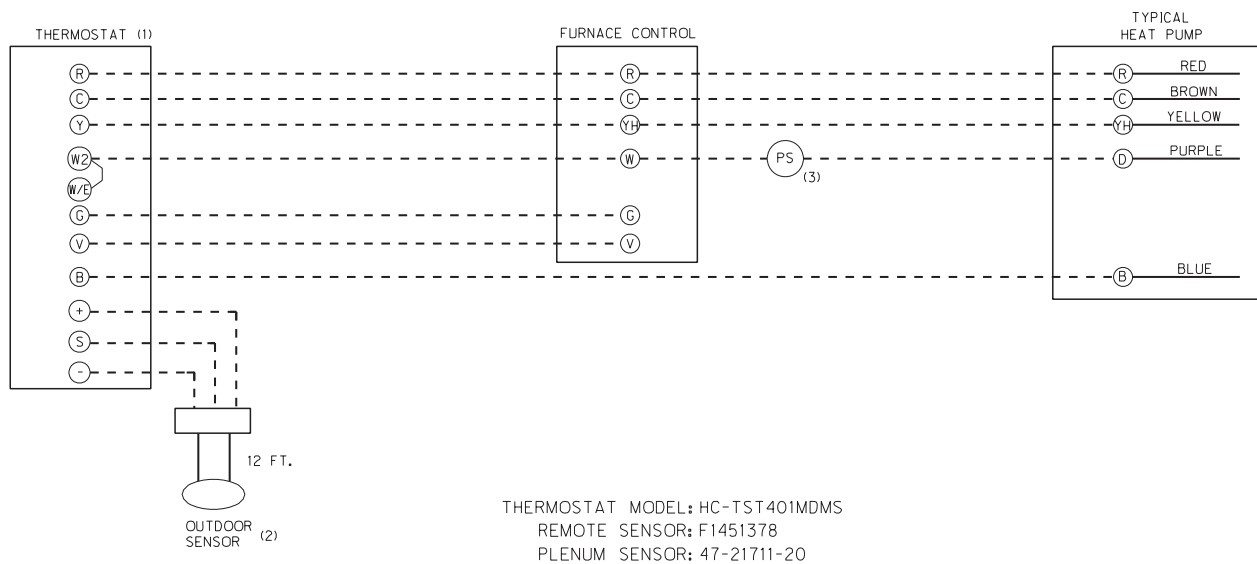 TYPICAL
THERMOSTAT (1) FURNACE CONTROL HEAT PUMP
R R R RED
C C C BROWN
Y YH YH YELLOW
W2 W PS D PURPLE
(3)
W/E
G G
V V
B B BLUE
+
S
-
12 FT.
OUTDOOR
SENSOR (2)
THERMOSTAT MODEL: HC-TST401MDMS
REMOTE SENSOR: F1451378
PLENUM SENSOR: 47-21711-20